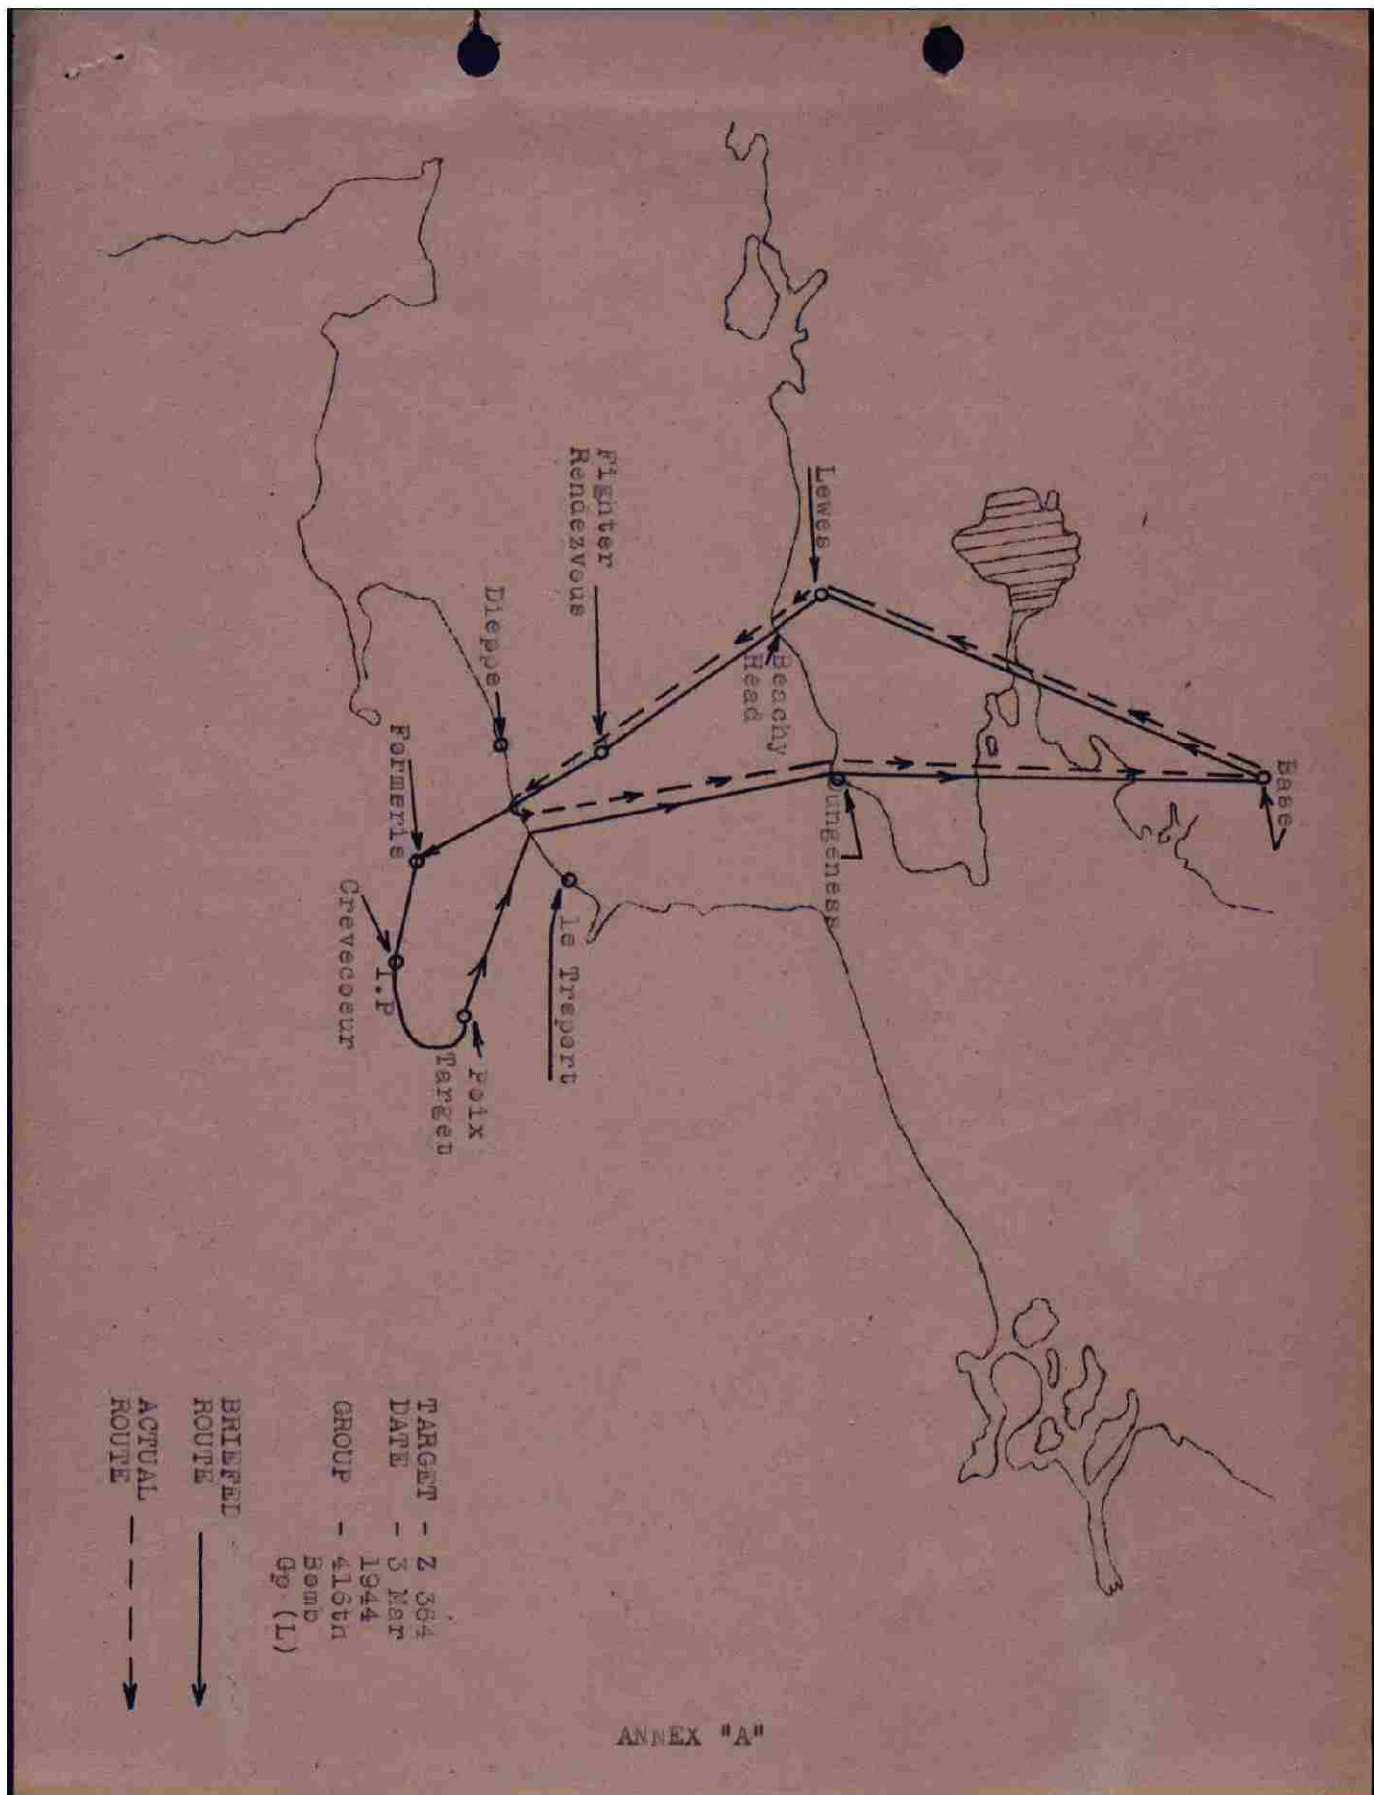 Base
Lewes
Beachy
Head
Dungeness
Fighter
Rendezvous
Dieppe
le Treport
Formeris
I.P
Crevecoeur
Poix
Target
TARGET - Z 364
DATE - 3 Mar
1944
GROUP - 416th
Bomb
Gp (L)
BRIEFED
ROUTE
ACTUAL
ROUTE
ANNEX "A"